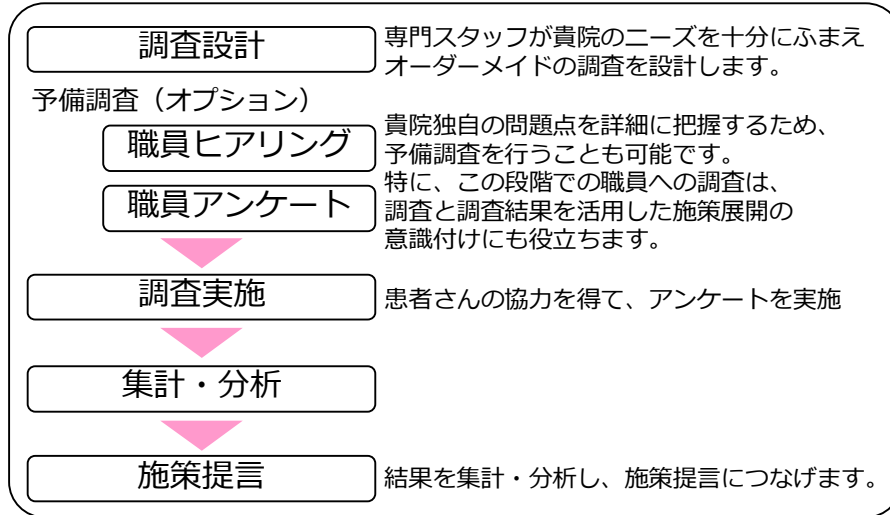 調査設計
専門スタッフが貴院のニーズを十分にふまえ
オーダーメイドの調査を設計します。
予備調査（オプション）
職員ヒアリング
職員アンケート
貴院独自の問題点を詳細に把握するため、
予備調査を行うことも可能です。
特に、この段階での職員への調査は、
調査と調査結果を活用した施策展開の
意識付けにも役立ちます。
調査実施
患者さんの協力を得て、アンケートを実施
集計・分析
施策提言
結果を集計・分析し、施策提言につなげます。